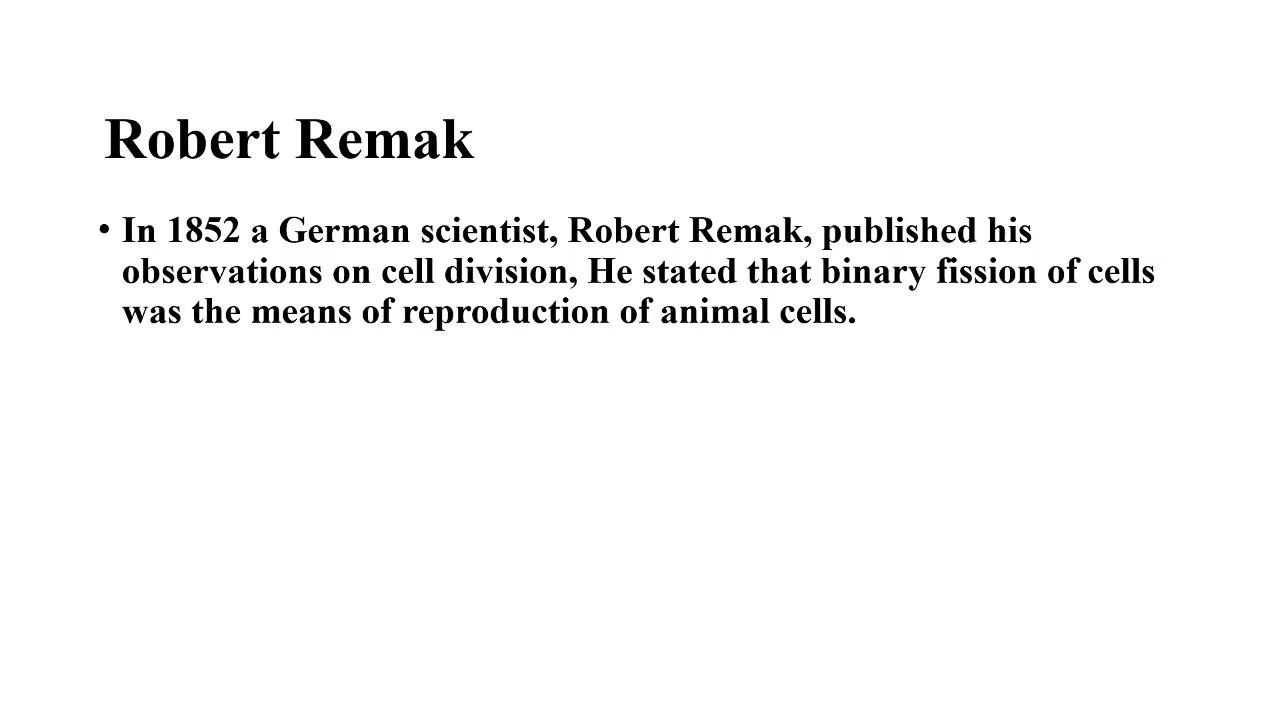 Robert Remak
• In 1852 a German scientist, Robert Remak, published his
observations on cell division, He stated that binary fission of cells
was the means of reproduction of animal cells.